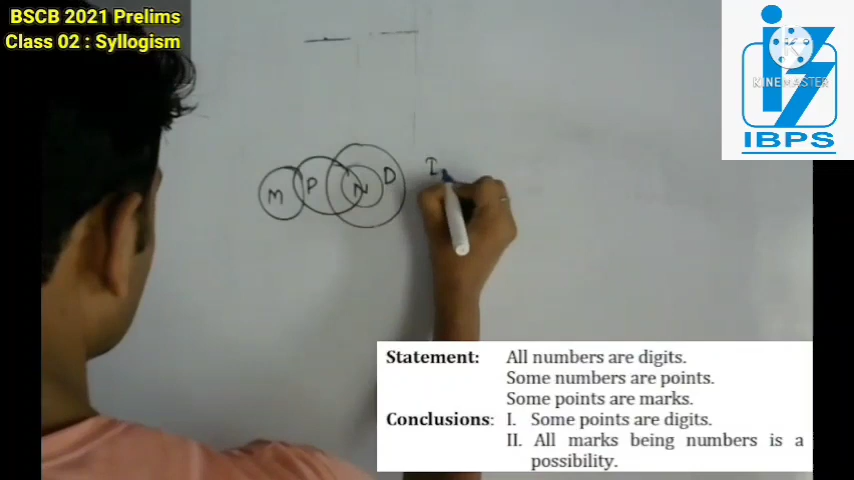 BSCB 2021 Prelims
Class 02 : Syllogism
KINEMASTER
IBPS
M P N D
I
Statement: All numbers are digits.
Some numbers are points.
Some points are marks.
Conclusions: I. Some points are digits.
II. All marks being numbers is a
possibility.